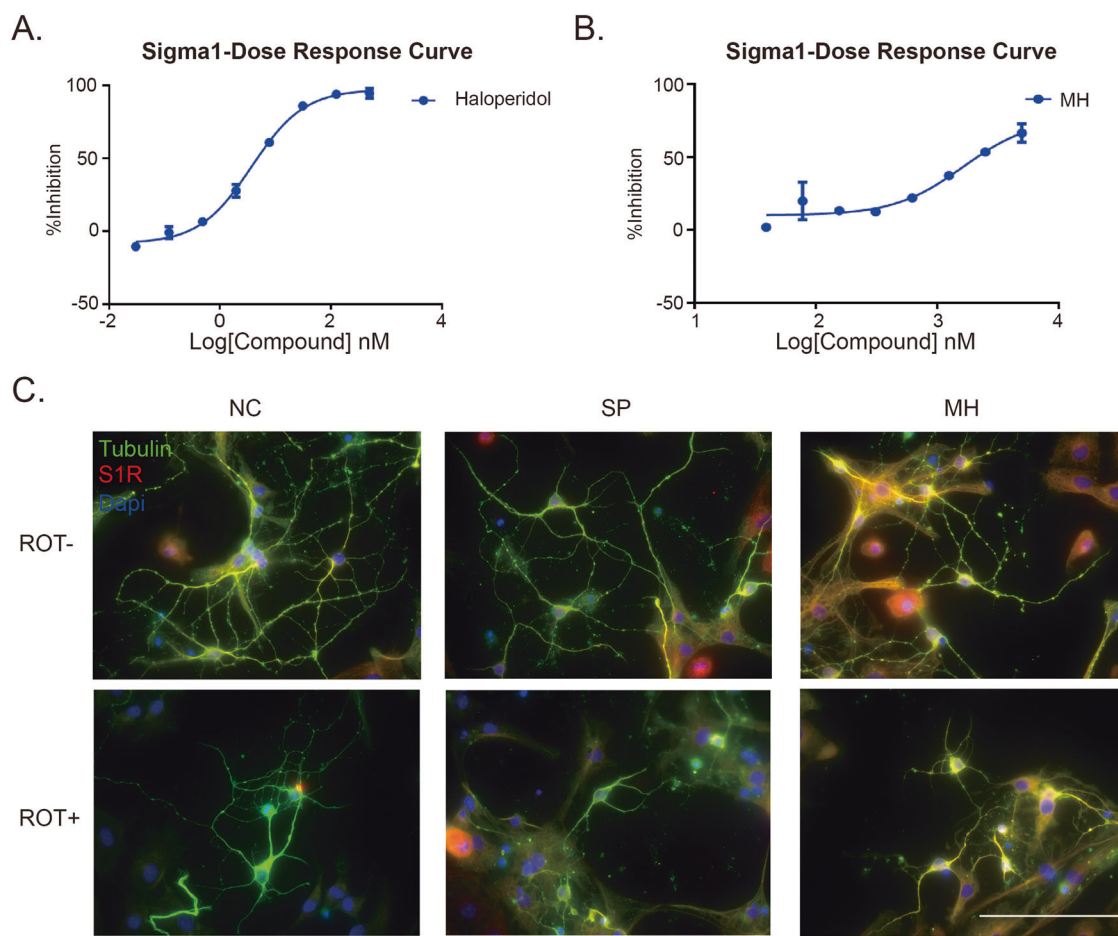 A.
Sigma1-Dose Response Curve
100
50
0
-50
%Inhibition
Haloperidol
-2
0
2
4
Log[Compound] nM
B.
Sigma1-Dose Response Curve
100
50
0
-50
%Inhibition
MH
1
2
3
4
Log[Compound] nM
C.
NC
SP
MH
ROT-
Tubulin
S1R
Dapi
ROT+